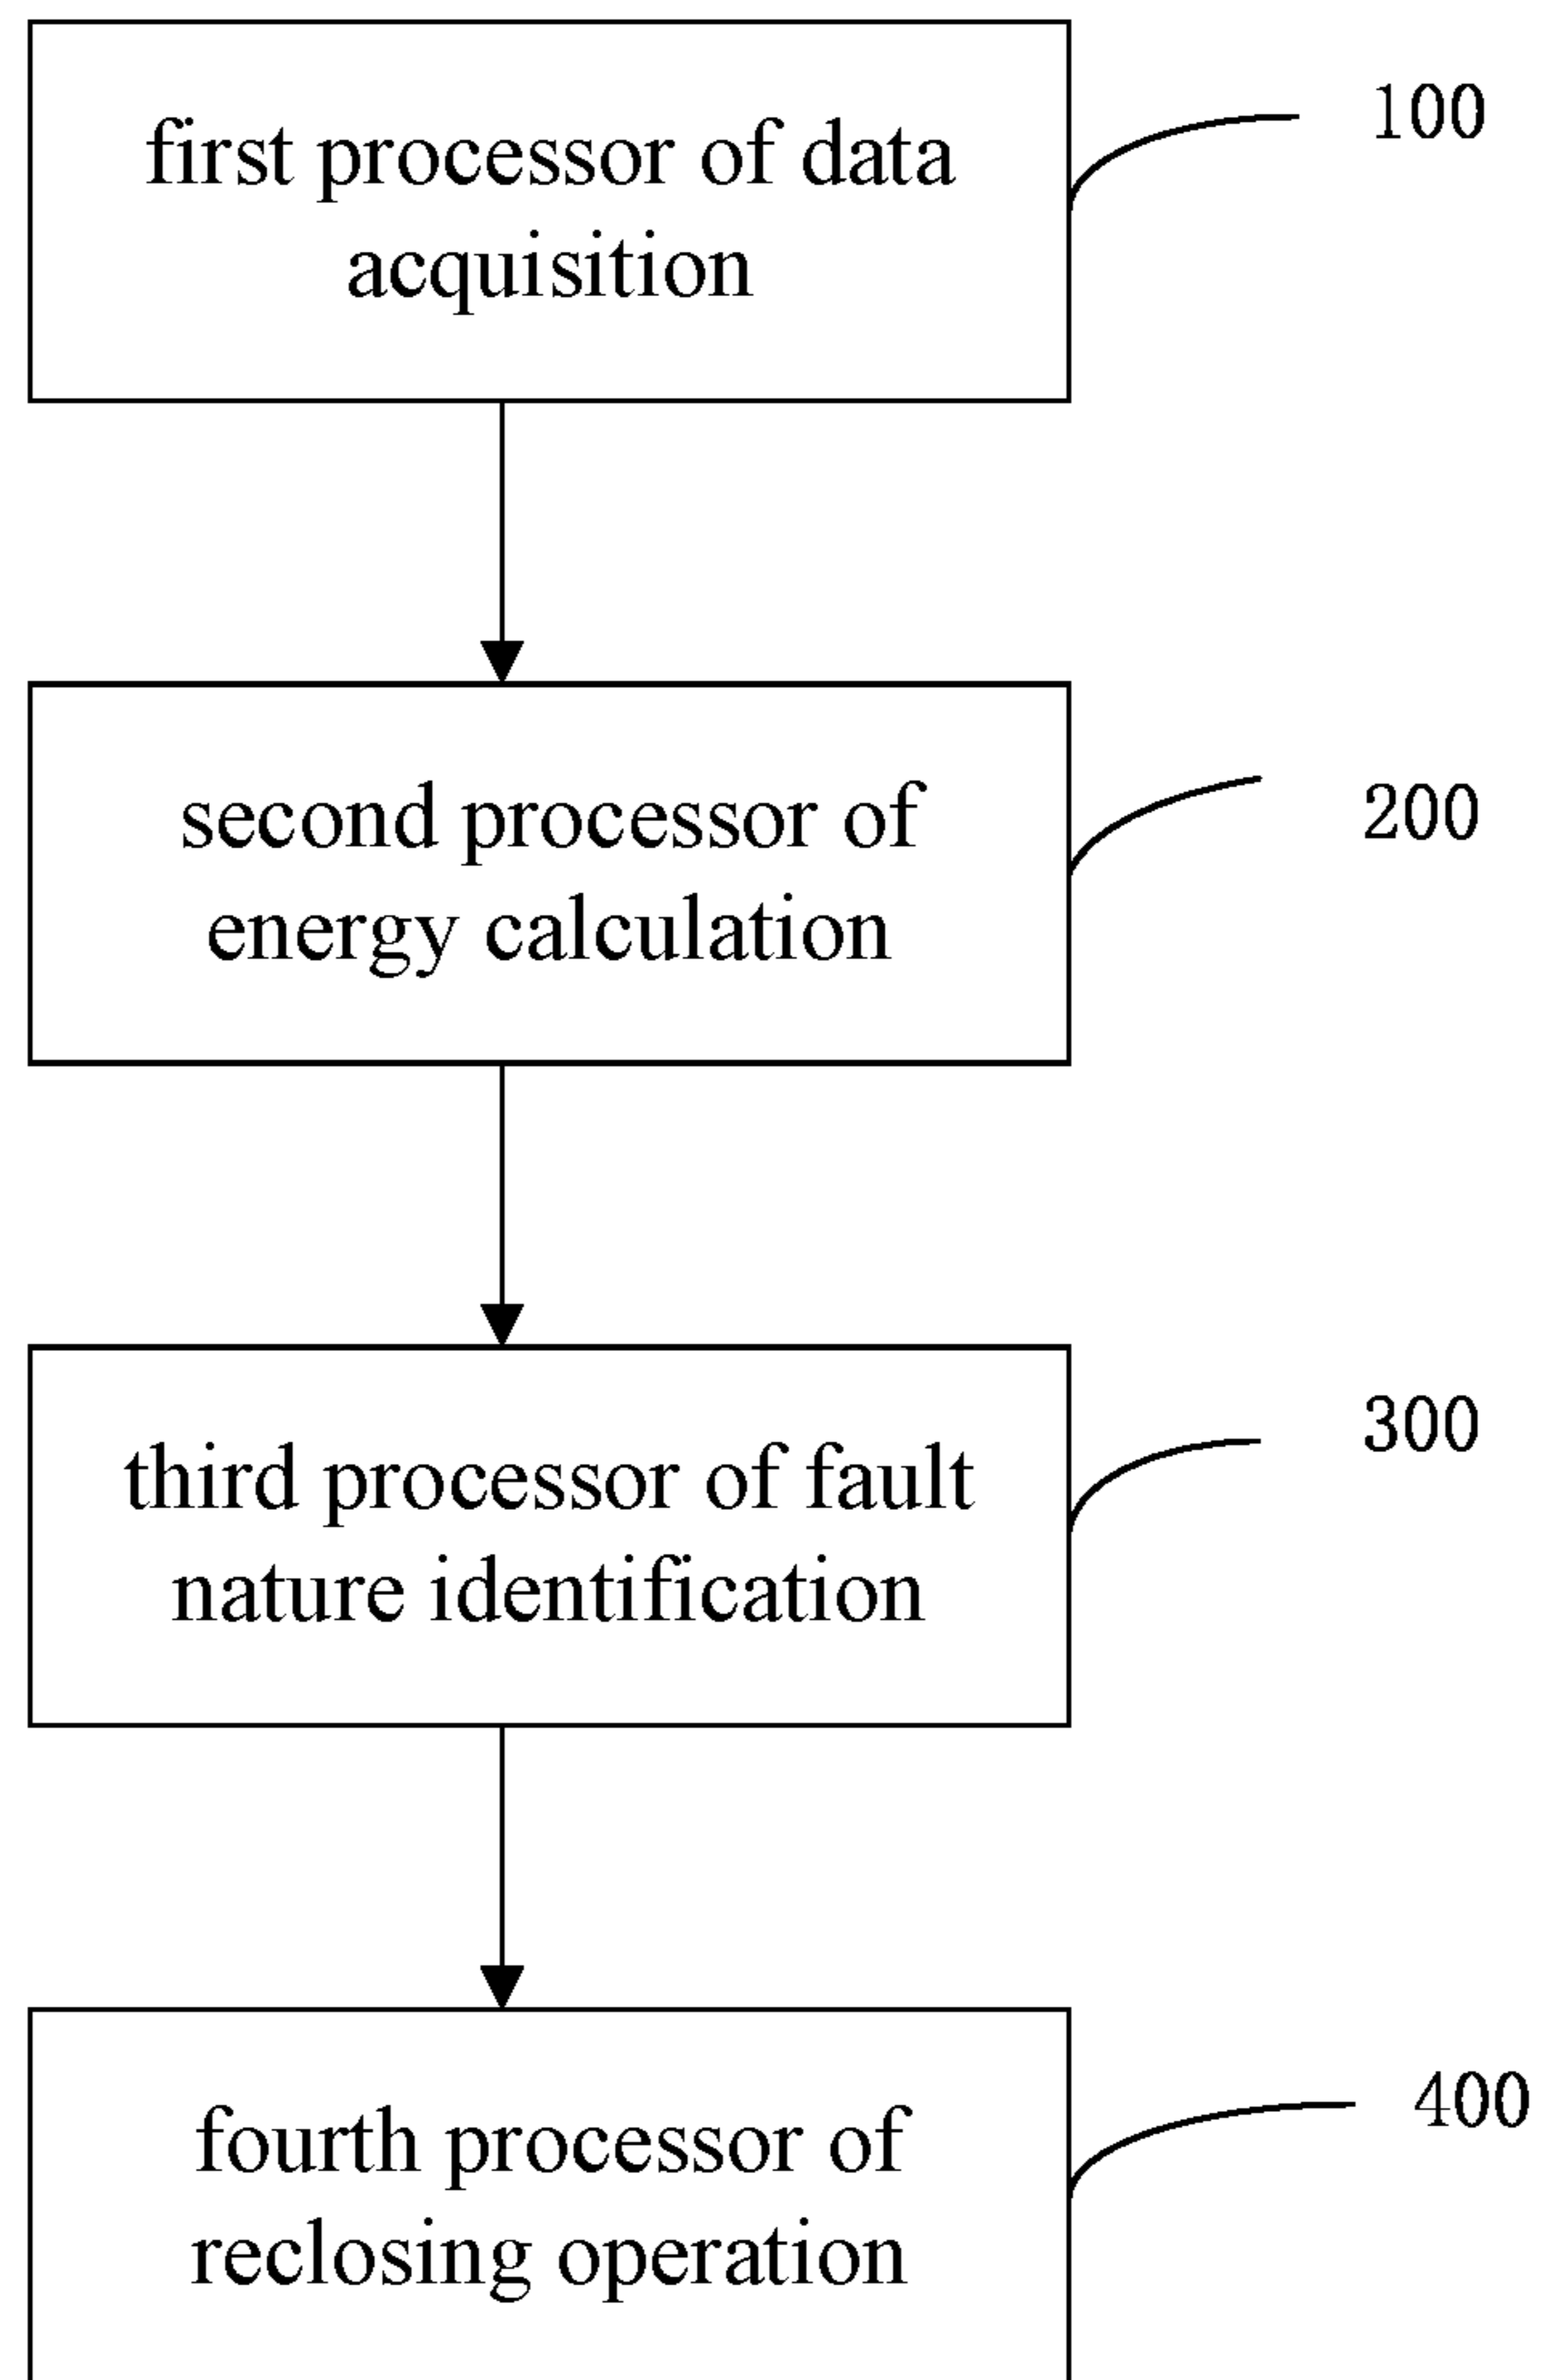 first processor of data
acquisition
100
second processor of
energy calculation
200
third processor of fault
nature identification
300
fourth processor of
reclosing operation
400